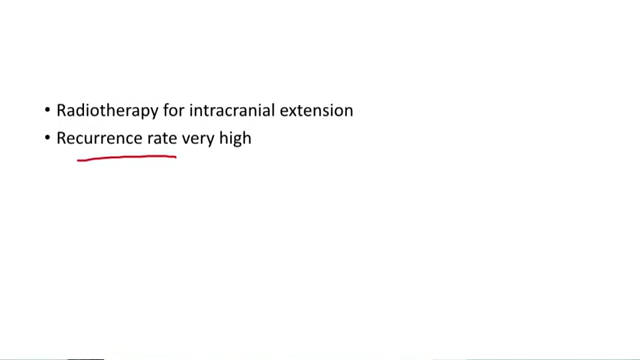 • Radiotherapy for intracranial extension
• Recurrence rate very high